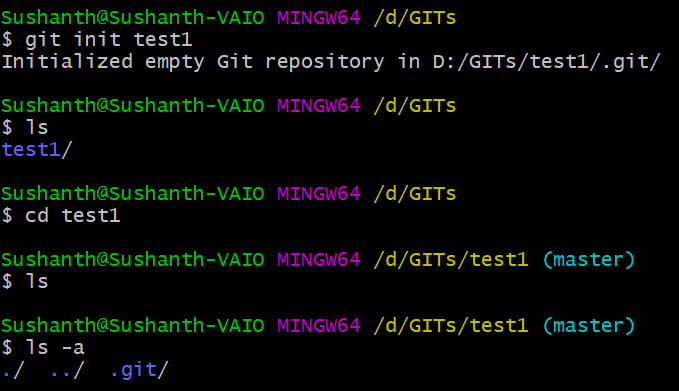 Sushanth@Sushanth-VAIO MINGW64 /d/GITs
$ git init test1
Initialized empty Git repository in D:/GITs/test1/.git/
Sushanth@Sushanth-VAIO MINGW64 /d/GITs
$ ls
test1/
Sushanth@Sushanth-VAIO MINGW64 /d/GITs
$ cd test1
Sushanth@Sushanth-VAIO MINGW64 /d/GITs/test1 (master)
$ ls
Sushanth@Sushanth-VAIO MINGW64 /d/GITs/test1 (master)
$ ls -a
./  ../  .git/